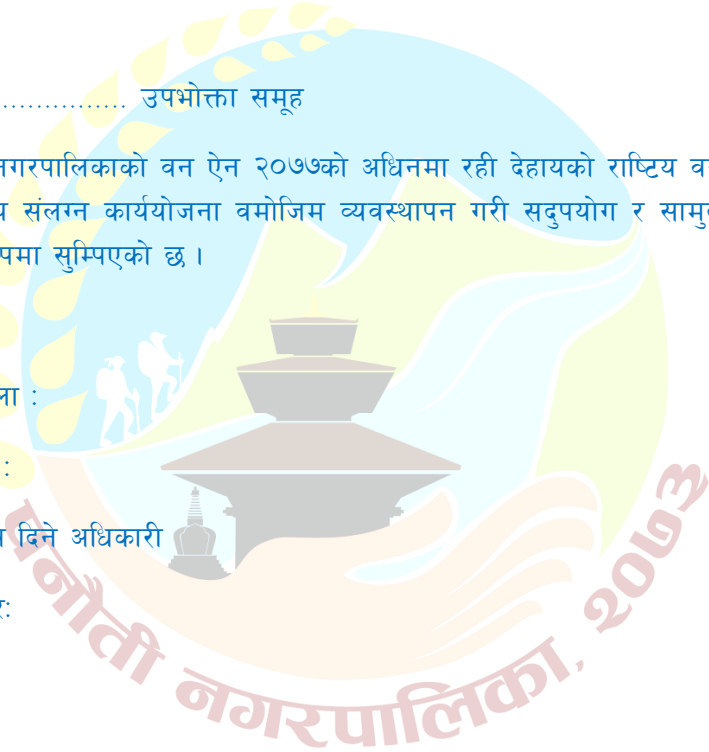 ................ उपभोक्ता समूह
नगरपालिकाको वन ऐन २०७७को अधिनमा रही देहायको राष्टिय
संलग्न कार्ययोजना वमोजिम व्यवस्थापन गरी सदुपयोग र
सुम्पिएको छ ।
:
:
दिने अधिकारी
पनौती नगरपालिका, २०७३